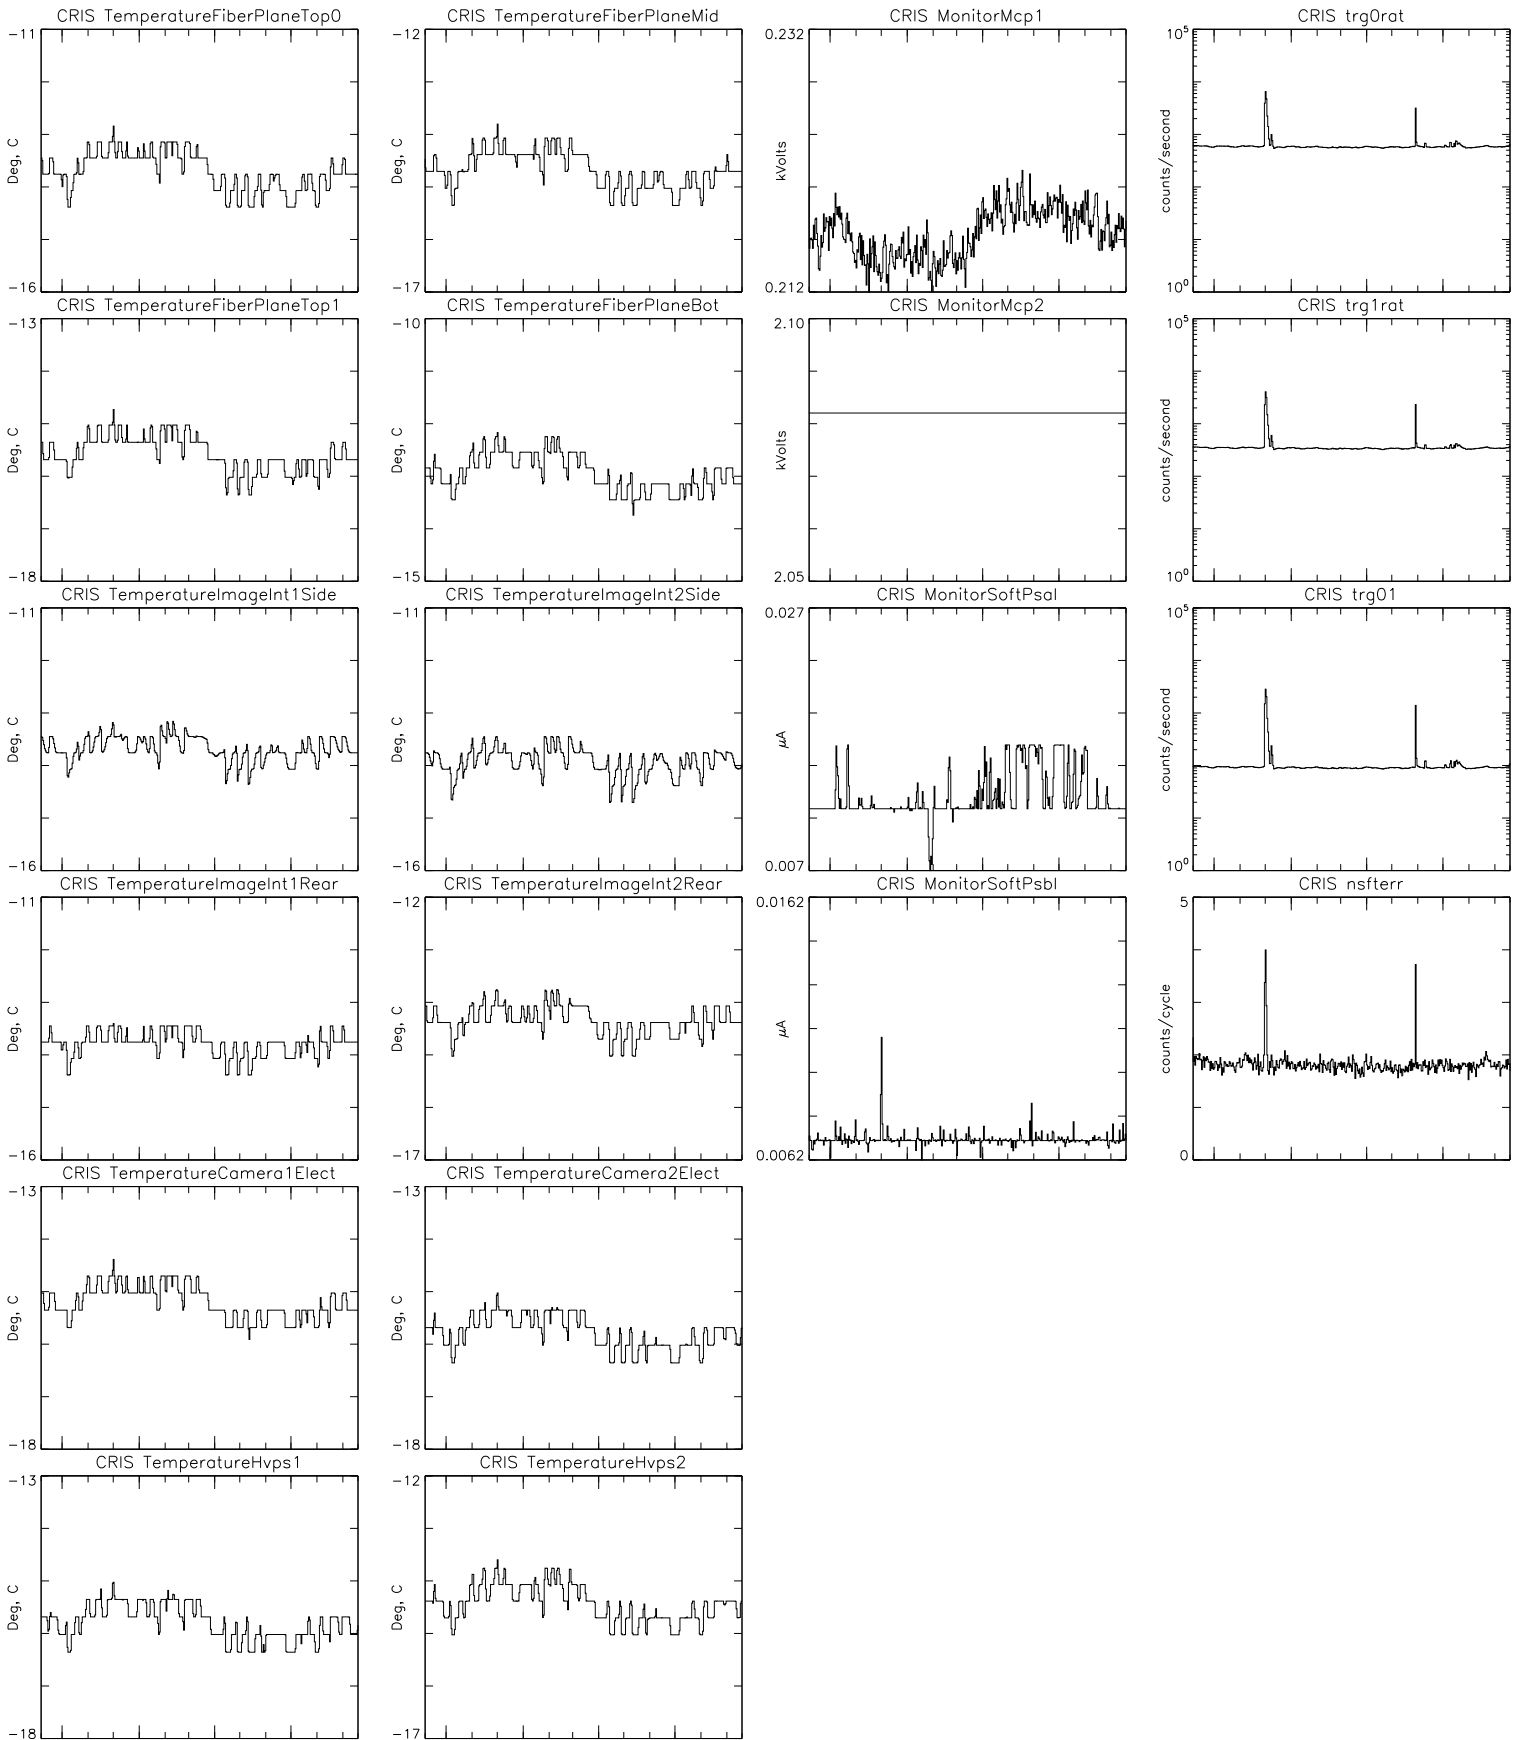 CRIS TemperatureFiberPlaneTop0
-11
Deg, C
-16
CRIS TemperatureFiberPlaneMid
-12
Deg, C
-17
CRIS MonitorMcp1
0.232
kVolts
0.212
CRIS trg0rat
10^5
counts/second
10^0
CRIS TemperatureFiberPlaneTop1
-13
Deg, C
-18
CRIS TemperatureFiberPlaneBot
-10
Deg, C
-15
CRIS MonitorMcp2
2.10
kVolts
2.05
CRIS trg1rat
10^5
counts/second
10^0
CRIS TemperatureImageInt1Side
-11
Deg, C
-16
CRIS TemperatureImageInt2Side
-11
Deg, C
-16
CRIS MonitorSoftPsaI
0.027
μA
0.007
CRIS trg01
10^5
counts/second
10^0
CRIS TemperatureImageInt1Rear
-11
Deg, C
-16
CRIS TemperatureImageInt2Rear
-12
Deg, C
-17
CRIS MonitorSoftPsbI
0.0162
μA
0.0062
CRIS nsfterr
5
counts/cycle
0
CRIS TemperatureCamera1Elect
-13
Deg, C
-18
CRIS TemperatureCamera2Elect
-13
Deg, C
-18
CRIS TemperatureHvps1
-13
Deg, C
-18
CRIS TemperatureHvps2
-12
Deg, C
-17